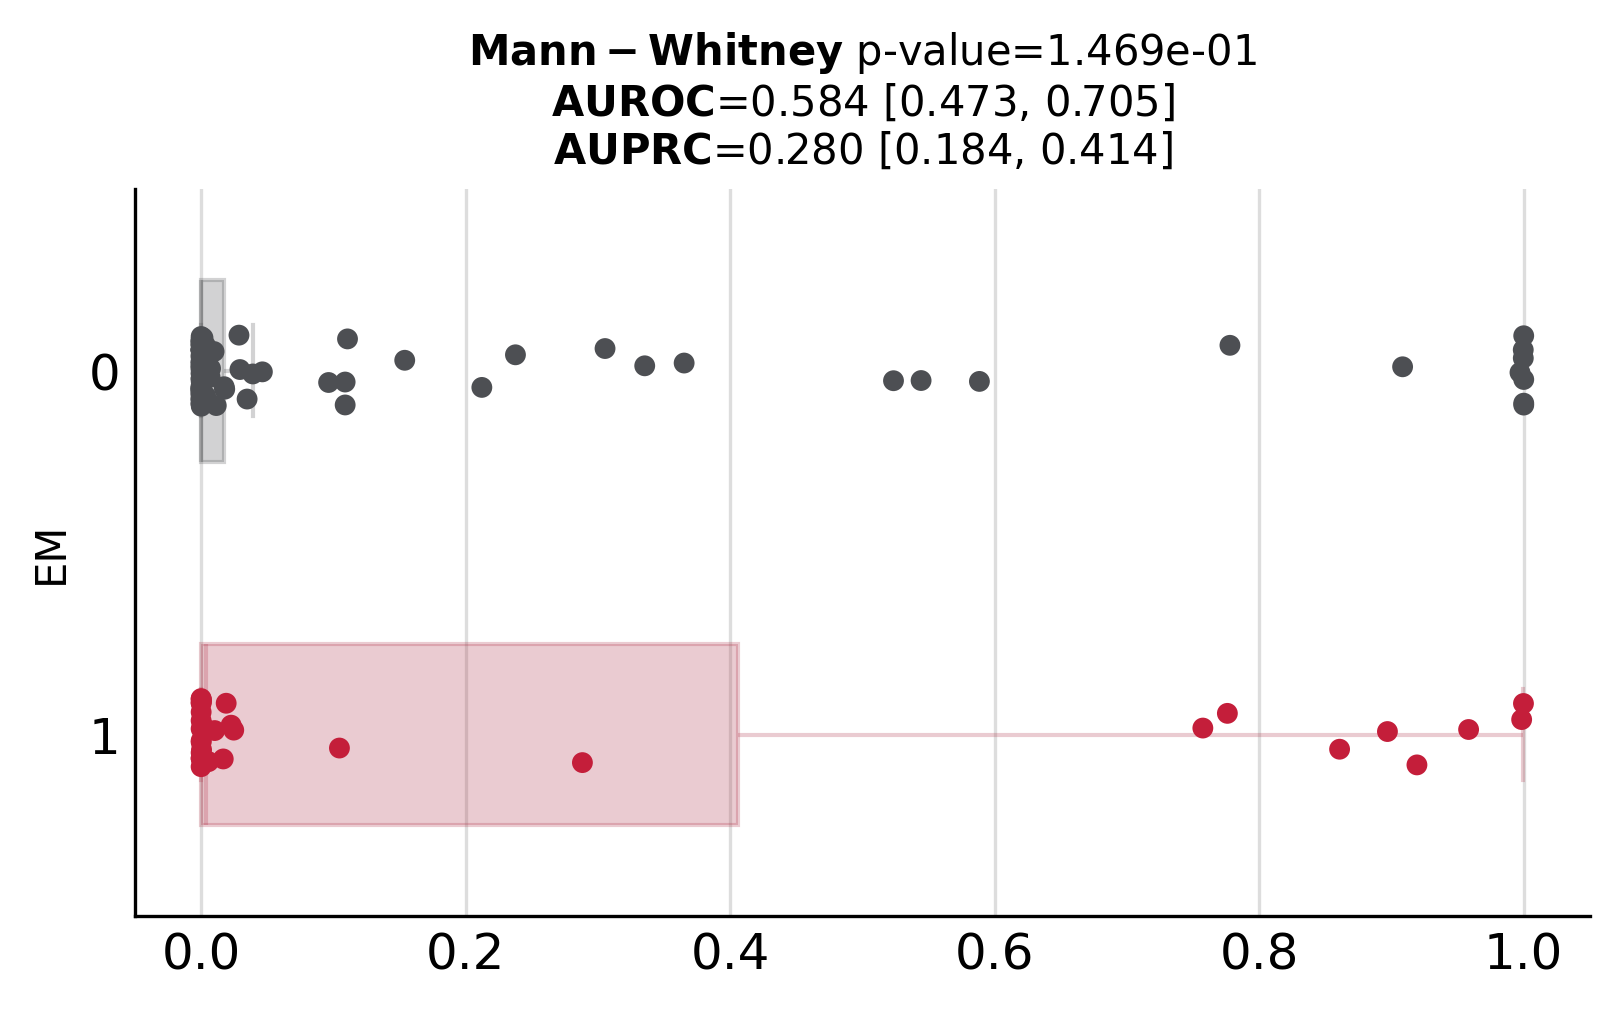 Mann−Whitney p-value=1.469e-01
AUROC=0.584 [0.473, 0.705]
AUPRC=0.280 [0.184, 0.414]
0
EM
1
0.0 0.2 0.4 0.6 0.8 1.0